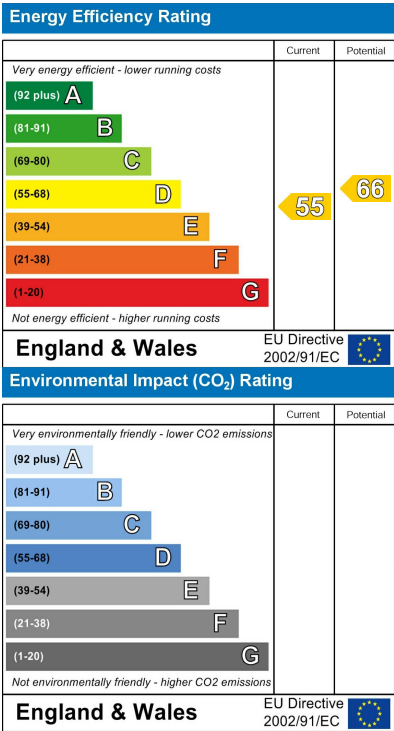 Energy Efficiency Rating
Current Potential
Very energy efficient - lower running costs
(92 plus) A
(81-91) B
(69-80) C
(55-68) D
(39-54) E
(21-38) F
(1-20) G
55
66
Not energy efficient - higher running costs
England & Wales
EU Directive
2002/91/EC
Environmental Impact (CO₂) Rating
Current Potential
Very environmentally friendly - lower CO2 emissions
(92 plus) A
(81-91) B
(69-80) C
(55-68) D
(39-54) E
(21-38) F
(1-20) G
Not environmentally friendly - higher CO2 emissions
England & Wales
EU Directive
2002/91/EC